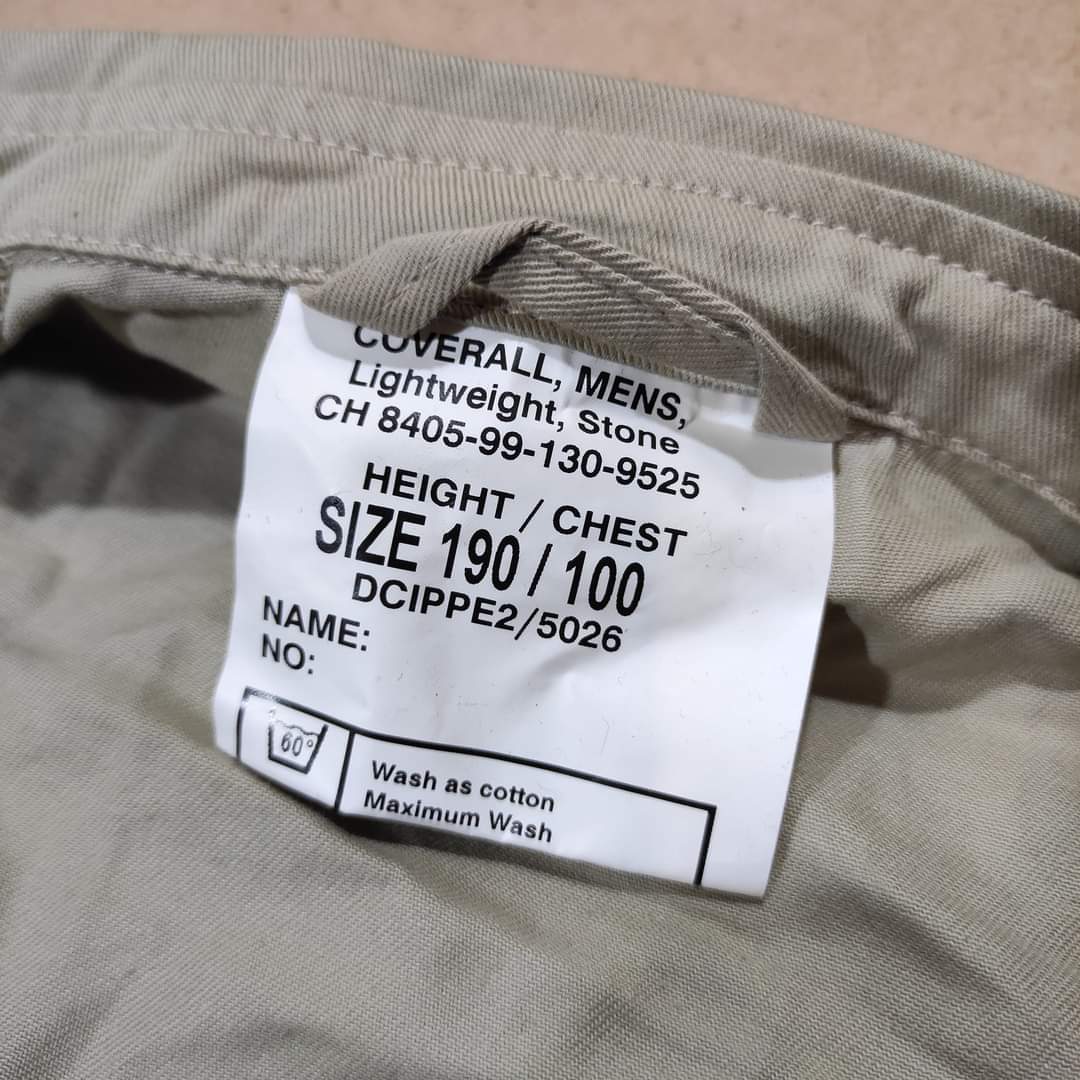 COVERALL, MENS,
Lightweight, Stone
CH 8405-99-130-9525
HEIGHT / CHEST
SIZE 190 / 100
DCIPPE2/5026
NAME:
NO:
60°
Wash as cotton
Maximum Wash